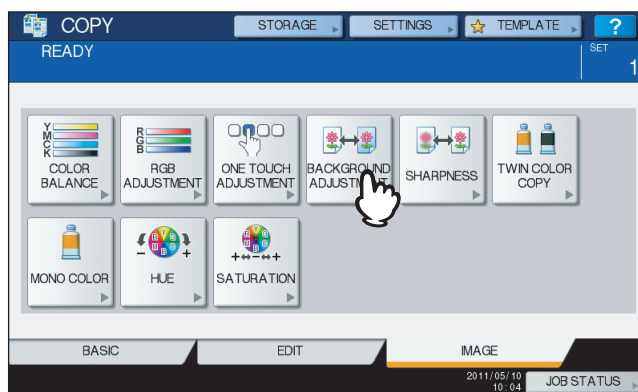 COPY
STORAGE
SETTINGS
TEMPLATE
?
READY
SET
1
Y
M
C
K
COLOR
BALANCE
R
G
B
RGB
ADJUSTMENT
ONE TOUCH
ADJUSTMENT
BACKGROUND
ADJUSTMENT
SHARPNESS
TWIN COLOR
COPY
MONO COLOR
HUE
SATURATION
BASIC
EDIT
IMAGE
2011/05/10
10:04
JOB STATUS